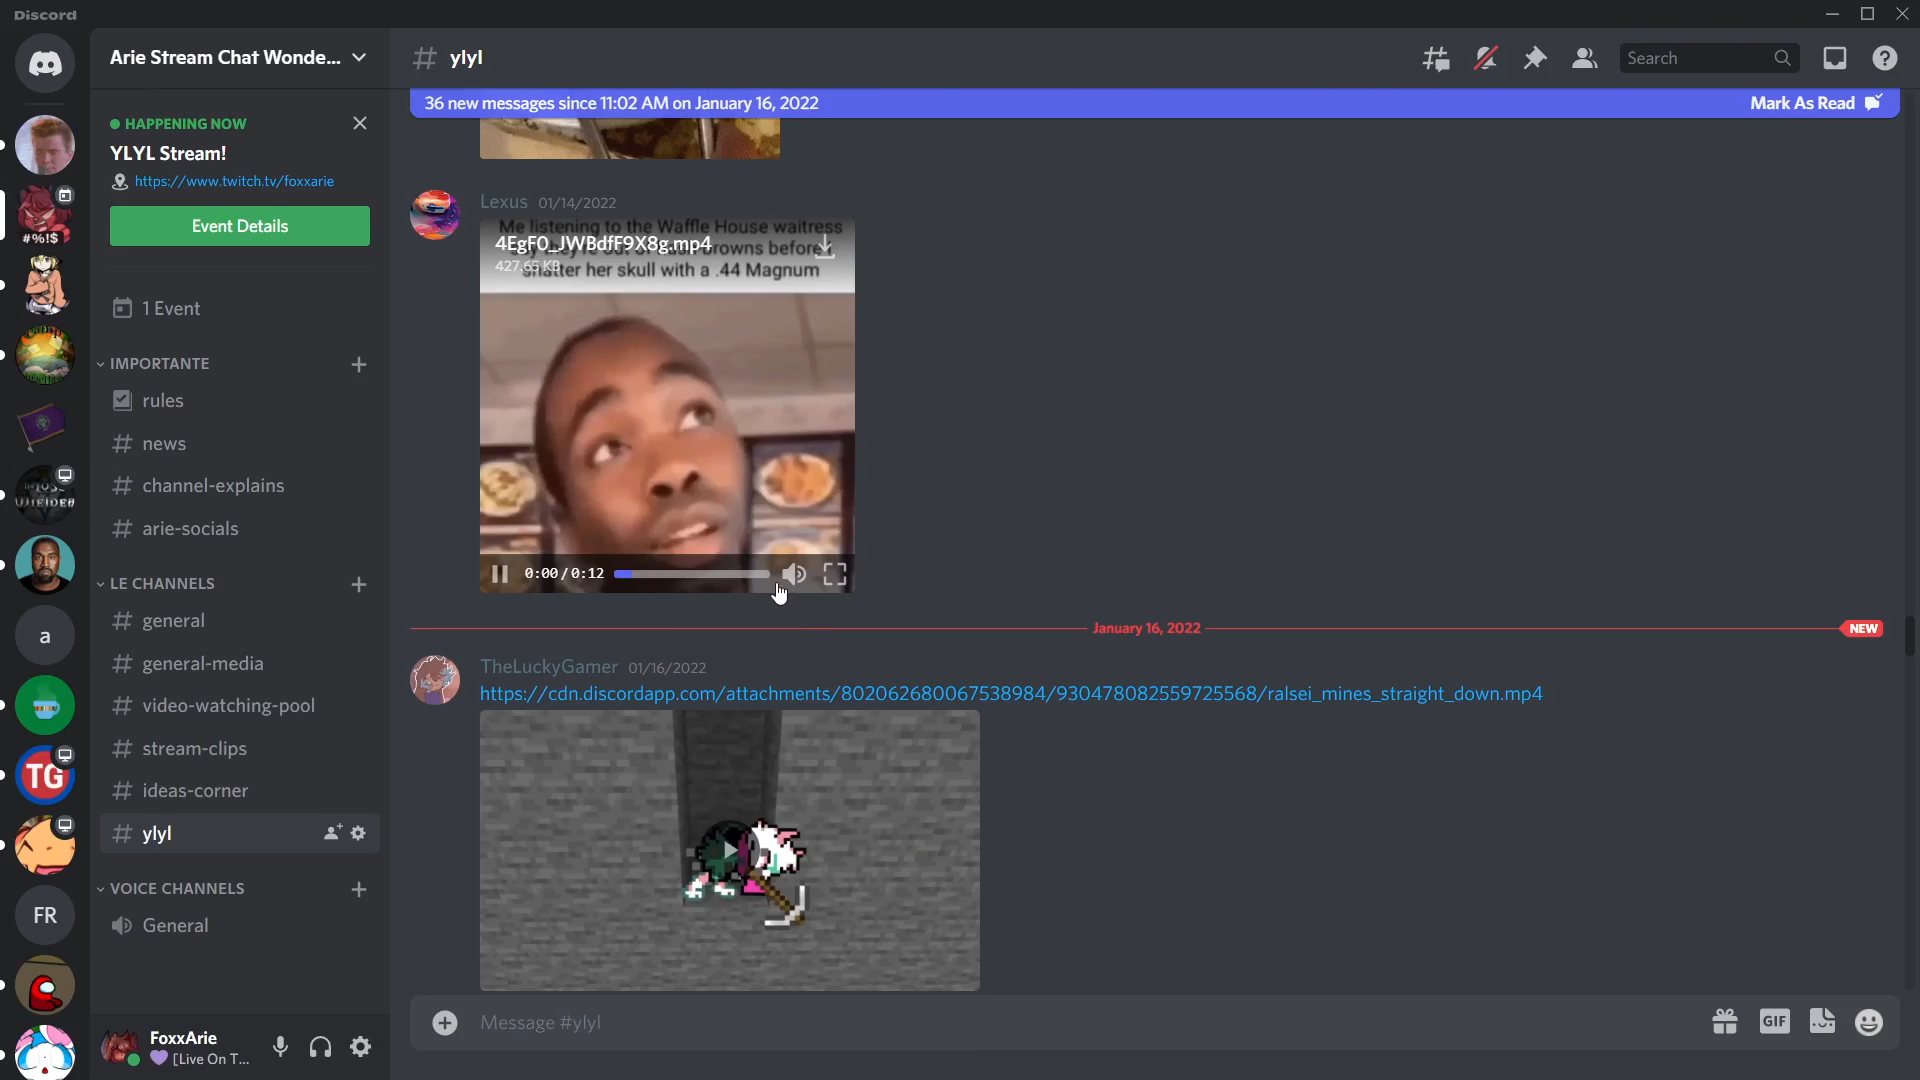 Discord
Arie Stream Chat Wonde...
HAPPENING NOW
YLYL Stream!
https://www.twitch.tv/foxxarie
Event Details
1 Event
IMPORTANTE
rules
news
channel-explains
arie-socials
LE CHANNELS
general
general-media
video-watching-pool
stream-clips
ideas-corner
ylyl
VOICE CHANNELS
General
FoxxArie
[Live On T...
#%!$
a
TG
FR
ylyl
Search
36 new messages since 11:02 AM on January 16, 2022
Mark As Read
Lexus 01/14/2022
Me listening to the Waffle House waitress
4EgF0_JWBdfF9X8g.mp4
427.65 KB
her skull with a .44 Magnum
0:00/0:12
January 16, 2022
NEW
TheLuckyGamer 01/16/2022
https://cdn.discordapp.com/attachments/802062680067538984/930478082559725568/ralsei_mines_straight_down.mp4
Message #ylyl
GIF